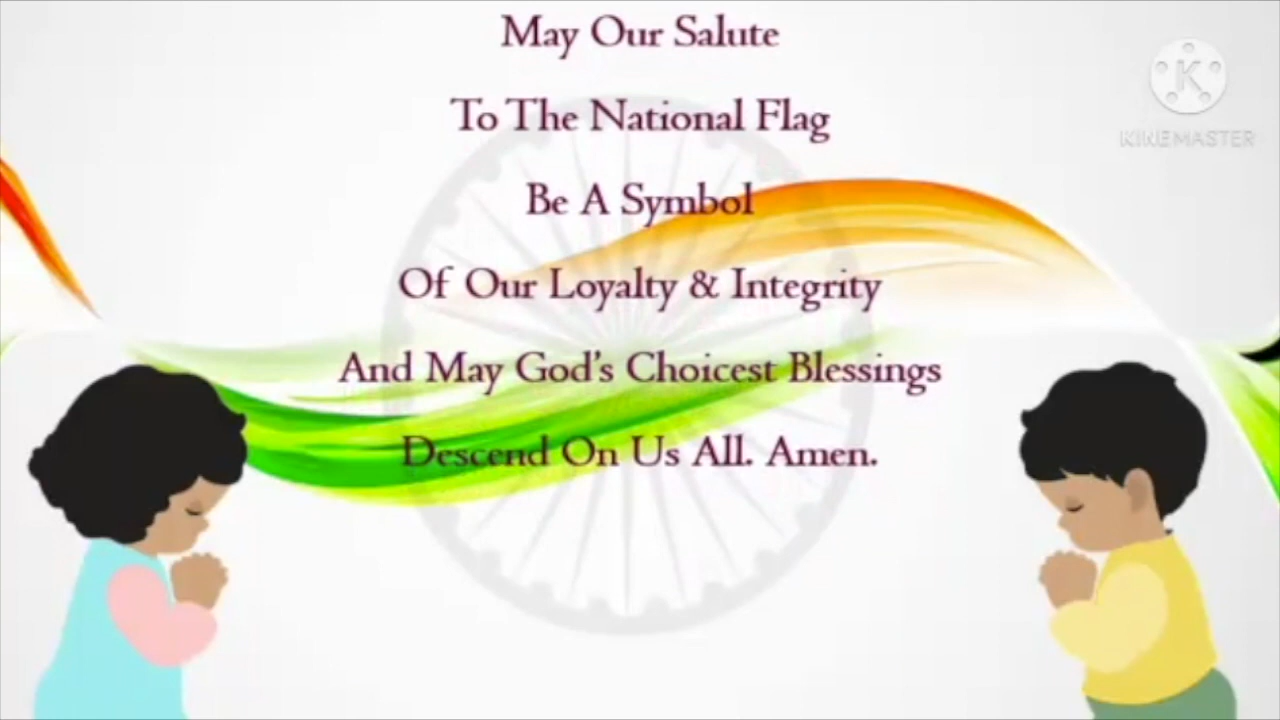 May Our Salute
To The National Flag
Be A Symbol
Of Our Loyalty & Integrity
And May God's Choicest Blessings
Descend On Us All. Amen.
K
KINEMASTER